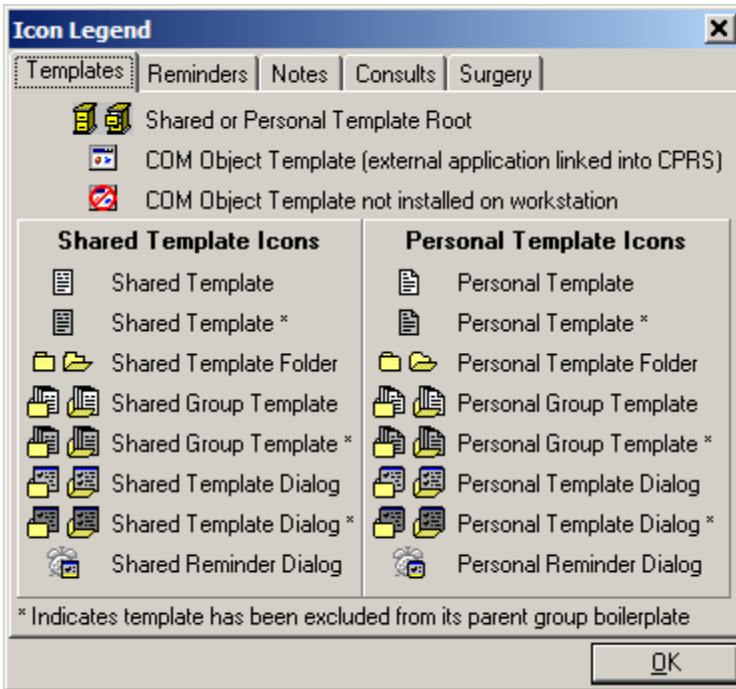 Icon Legend
Templates Reminders Notes Consults Surgery
Shared or Personal Template Root
COM Object Template (external application linked into CPRS)
COM Object Template not installed on workstation
Shared Template Icons
Shared Template
Shared Template *
Shared Template Folder
Shared Group Template
Shared Group Template *
Shared Template Dialog
Shared Template Dialog *
Shared Reminder Dialog
Personal Template Icons
Personal Template
Personal Template *
Personal Template Folder
Personal Group Template
Personal Group Template *
Personal Template Dialog
Personal Template Dialog *
Personal Reminder Dialog
* Indicates template has been excluded from its parent group boilerplate
OK